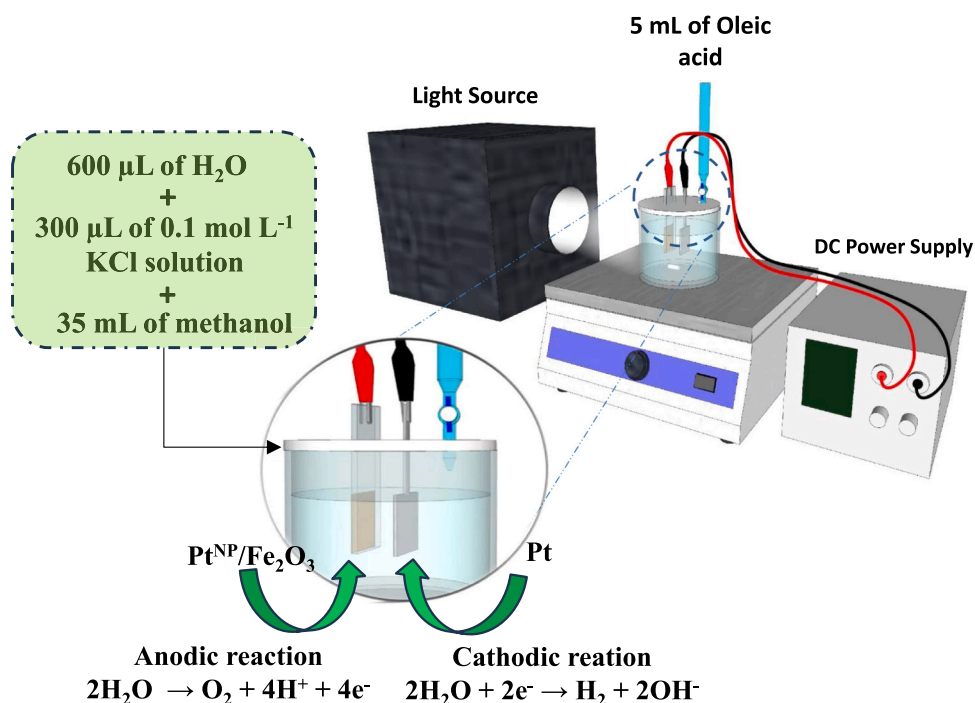 5 mL of Oleic
acid
Light Source
600 µL of H₂O
+
300 µL of 0.1 mol L⁻¹
KCl solution
+
35 mL of methanol
DC Power Supply
Pt^NP/Fe₂O₃
Pt
Anodic reaction
2H₂O → O₂ + 4H⁺ + 4e⁻
Cathodic reation
2H₂O + 2e⁻ → H₂ + 2OH⁻